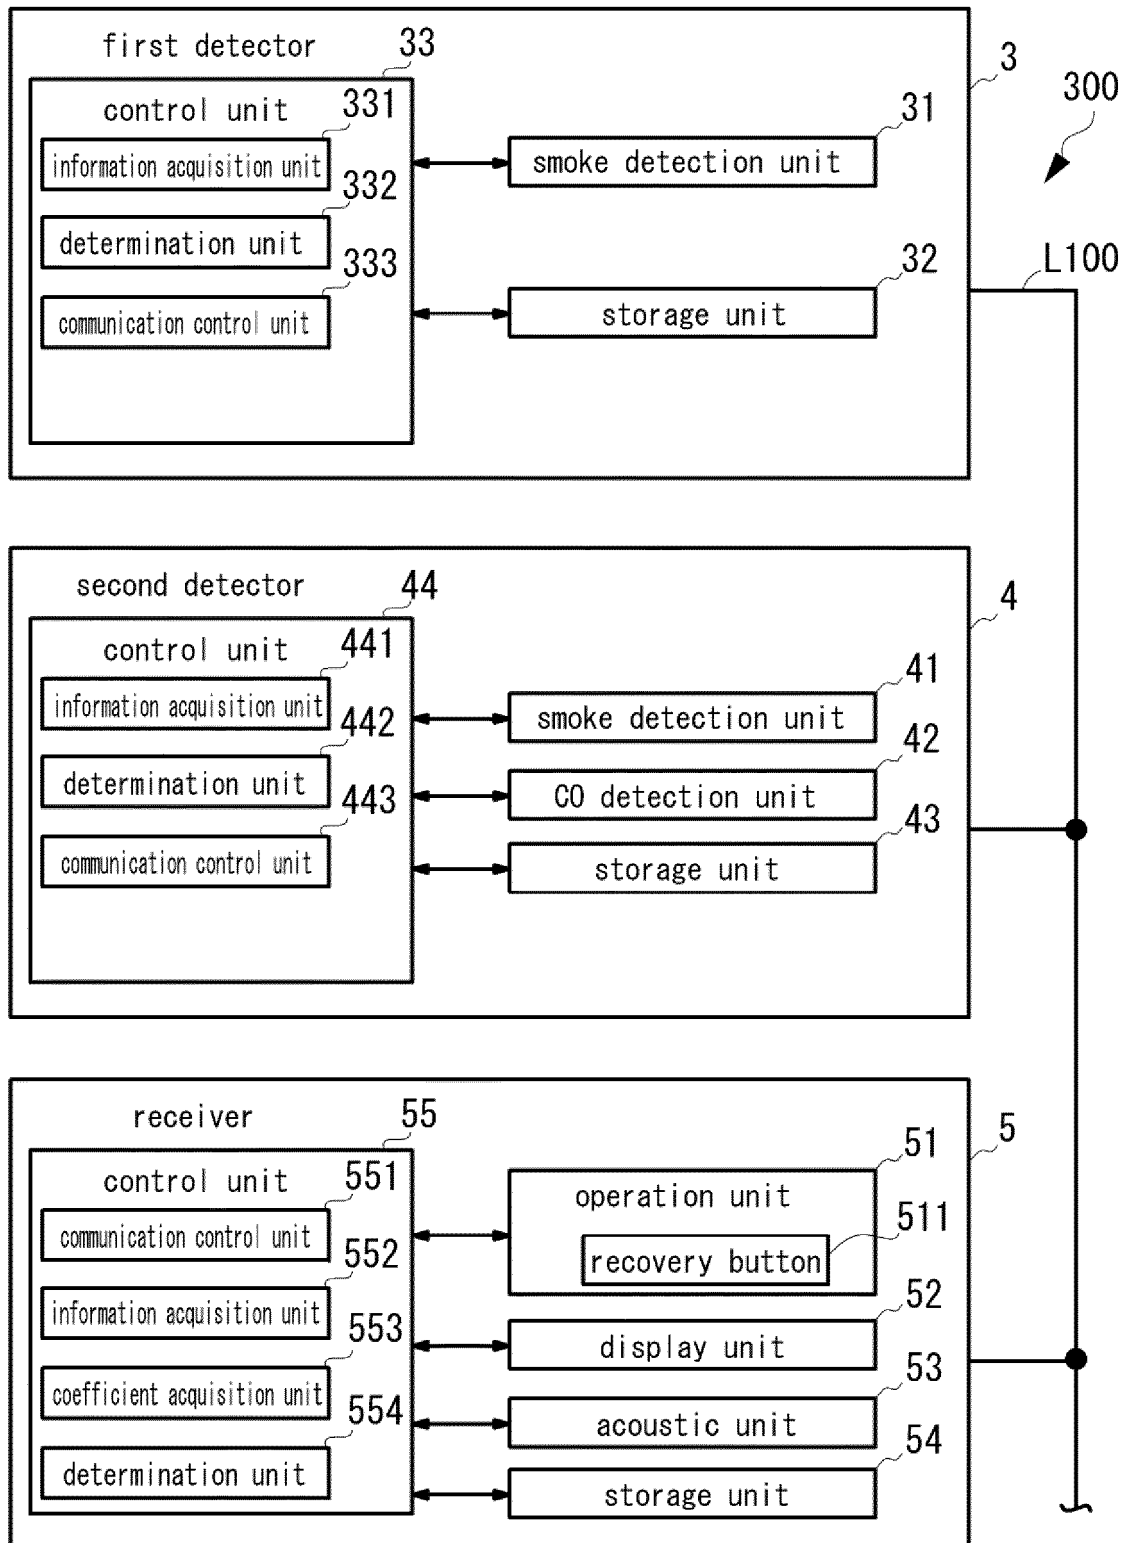 first detector
33
3
300
control unit
331
31
information acquisition unit
smoke detection unit
332
determination unit
333
32
L100
communication control unit
storage unit
second detector
44
4
control unit
441
41
information acquisition unit
smoke detection unit
442
42
determination unit
CO detection unit
443
43
communication control unit
storage unit
receiver
55
5
control unit
551
51
operation unit
511
communication control unit
recovery button
552
52
information acquisition unit
display unit
553
53
coefficient acquisition unit
acoustic unit
554
54
determination unit
storage unit